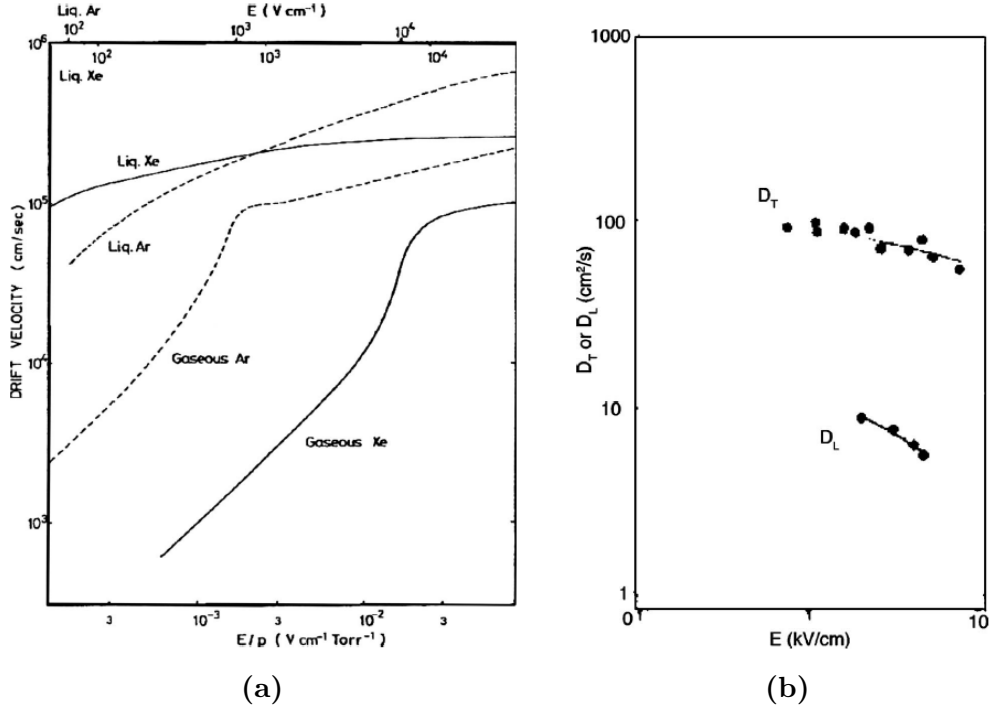 Liq. Ar E ( V cm⁻¹ )
10² 10³ 10⁴
10² 10³ 10⁴
10⁶
Liq. Xe
Liq. Xe
10⁵
Liq. Ar
DRIFT VELOCITY (cm/sec)
10⁴
Gaseous Ar
Gaseous Xe
10³
3 10⁻³ 3 10⁻² 3
E/p ( V cm⁻¹ Torr⁻¹ )
(a)
1000
D_T
100
D_T or D_L (cm²/s)
10
D_L
1
0 10
E (kV/cm)
(b)